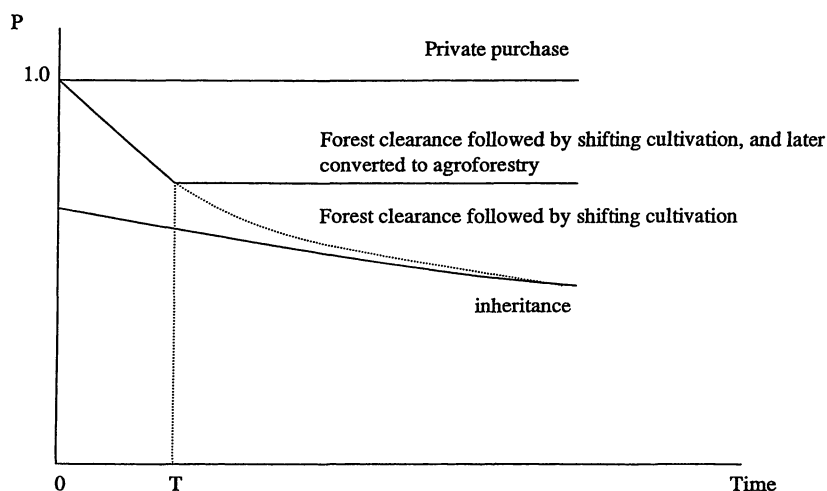 P
Private purchase
1.0
Forest clearance followed by shifting cultivation, and later
converted to agroforestry
Forest clearance followed by shifting cultivation
inheritance
0
T
Time